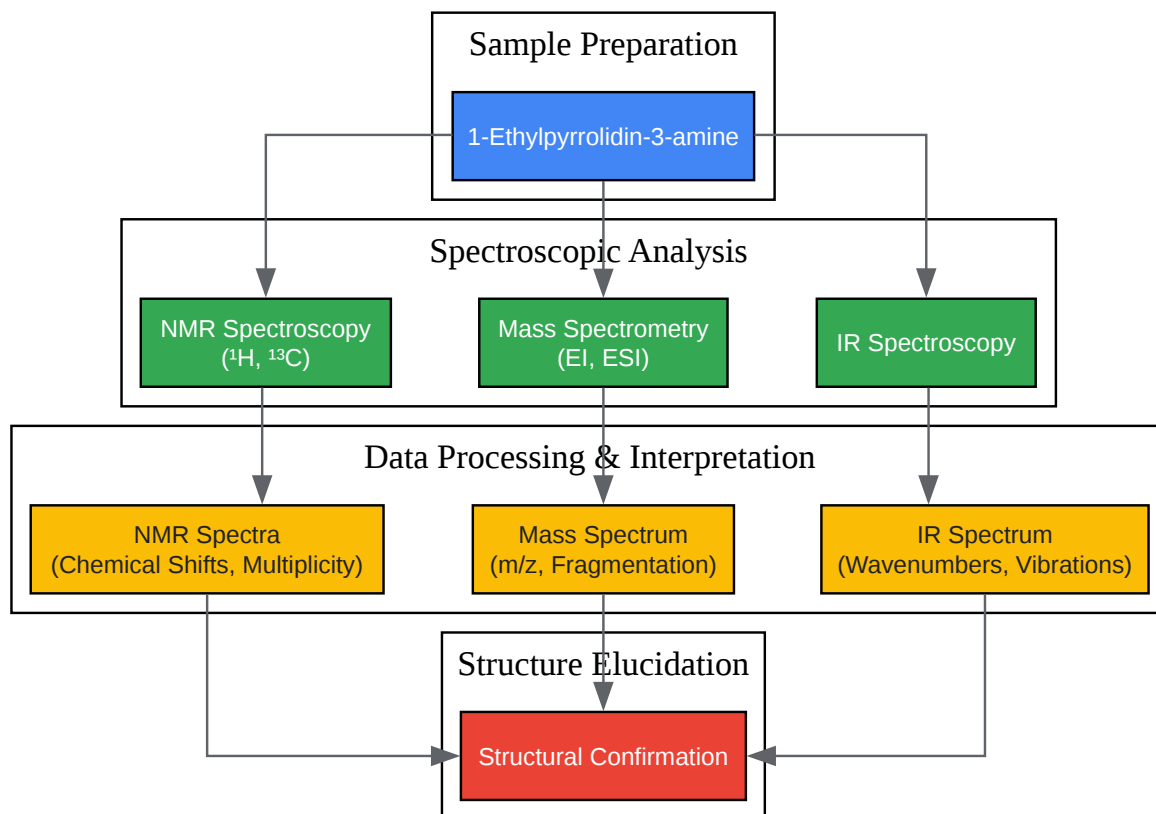 Sample Preparation
1-Ethylpyrrolidin-3-amine
Spectroscopic Analysis
NMR Spectroscopy
(¹H, ¹³C)
Mass Spectrometry
(EI, ESI)
IR Spectroscopy
Data Processing & Interpretation
NMR Spectra
(Chemical Shifts, Multiplicity)
Mass Spectrum
(m/z, Fragmentation)
IR Spectrum
(Wavenumbers, Vibrations)
Structure Elucidation
Structural Confirmation